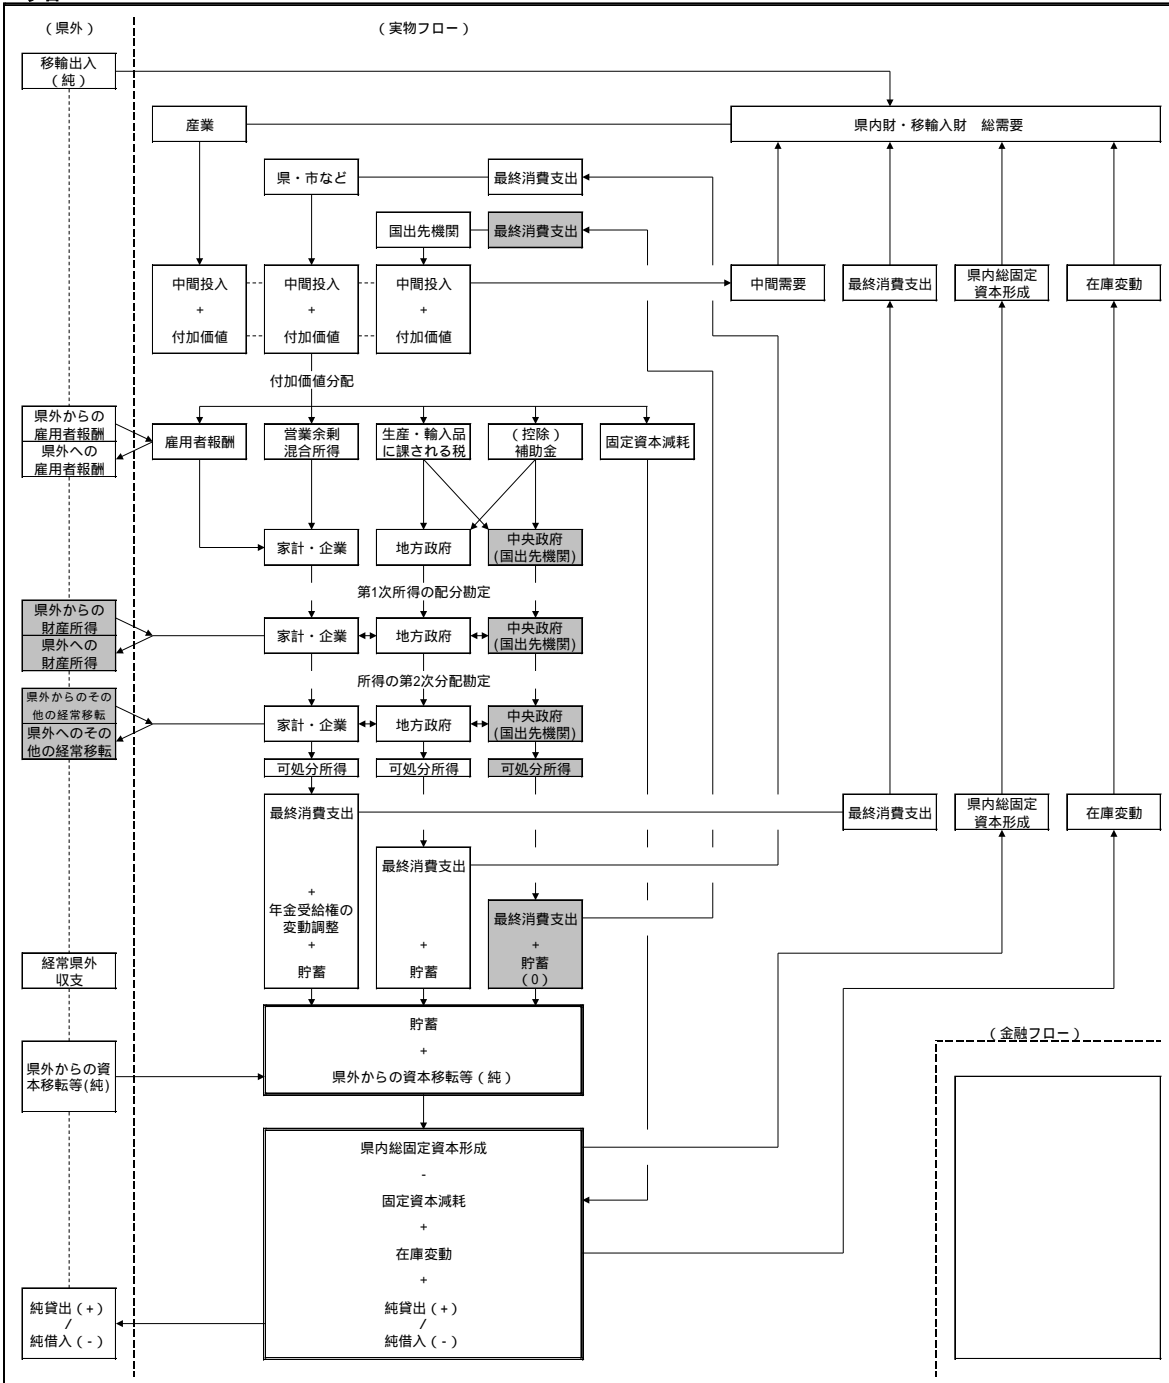 （県外）
（実物フロー）
移輸出入
（純）
産業
県内財・移輸入財　総需要
県・市など
最終消費支出
国出先機関
最終消費支出
中間投入
+
付加価値
中間投入
+
付加価値
中間投入
+
付加価値
中間需要
最終消費支出
県内総固定
資本形成
在庫変動
付加価値分配
県外からの
雇用者報酬
県外への
雇用者報酬
雇用者報酬
営業余剰
混合所得
生産・輸入品
に課される税
（控除）
補助金
固定資本減耗
家計・企業
地方政府
中央政府
(国出先機関)
第1次所得の配分勘定
県外からの
財産所得
県外への
財産所得
家計・企業
地方政府
中央政府
(国出先機関)
所得の第2次分配勘定
県外からのその
他の経常移転
県外へのその
他の経常移転
家計・企業
地方政府
中央政府
(国出先機関)
可処分所得
可処分所得
可処分所得
最終消費支出
+
年金受給権の
変動調整
+
貯蓄
最終消費支出
+
貯蓄
最終消費支出
+
貯蓄
（0）
最終消費支出
県内総固定
資本形成
在庫変動
経常県外
収支
貯蓄
+
県外からの資本移転等（純）
県外からの資
本移転等(純)
（金融フロー）
県内総固定資本形成
-
固定資本減耗
+
在庫変動
+
純貸出（+）
/
純借入（-）
純貸出（+）
/
純借入（-）